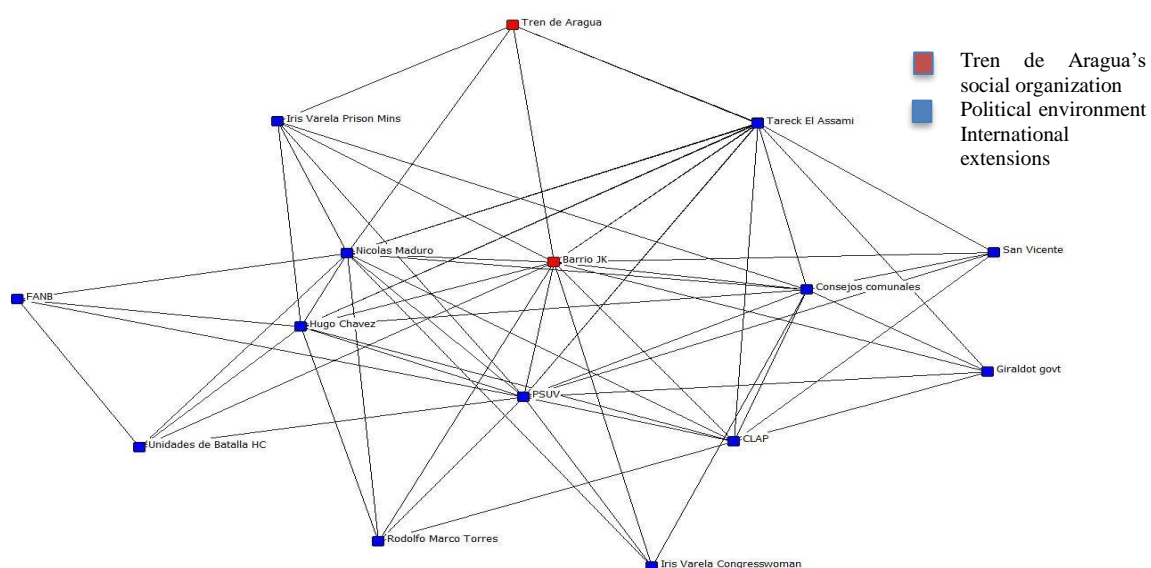 Tren de Aragua
Tren de Aragua's
social organization
Political environment
International
extensions
Iris Varela Prison Mins
Tareck El Assami
Nicolas Maduro
Barrio JK
San Vicente
Consejos comunales
FANB
Hugo Chavez
Giraldot govt
PSUV
Unidades de Batalla HC
CLAP
Rodolfo Marco Torres
Iris Varela Congresswoman